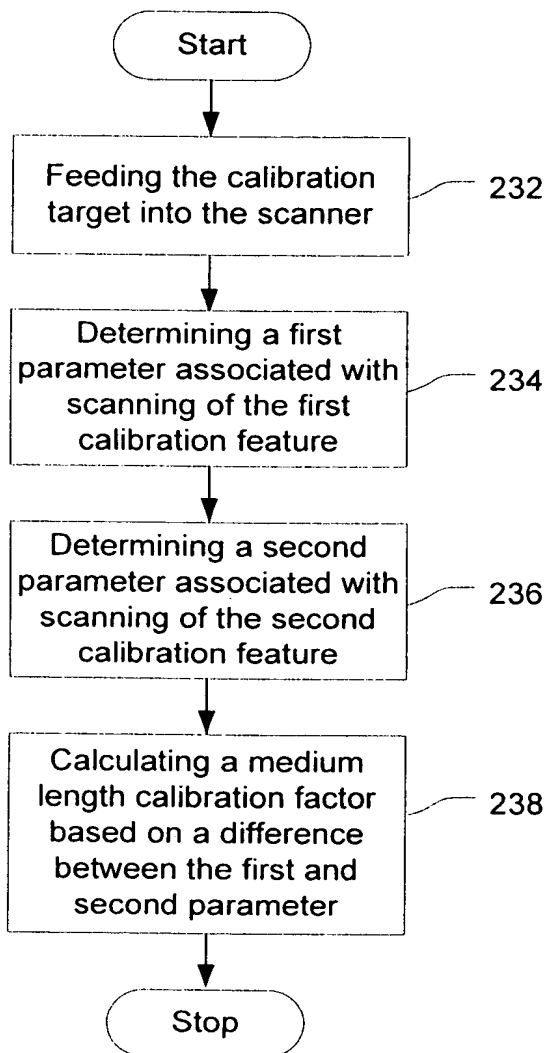 Start
Feeding the calibration
target into the scanner
232
Determining a first
parameter associated with
scanning of the first
calibration feature
234
Determining a second
parameter associated with
scanning of the second
calibration feature
236
Calculating a medium
length calibration factor
based on a difference
between the first and
second parameter
238
Stop